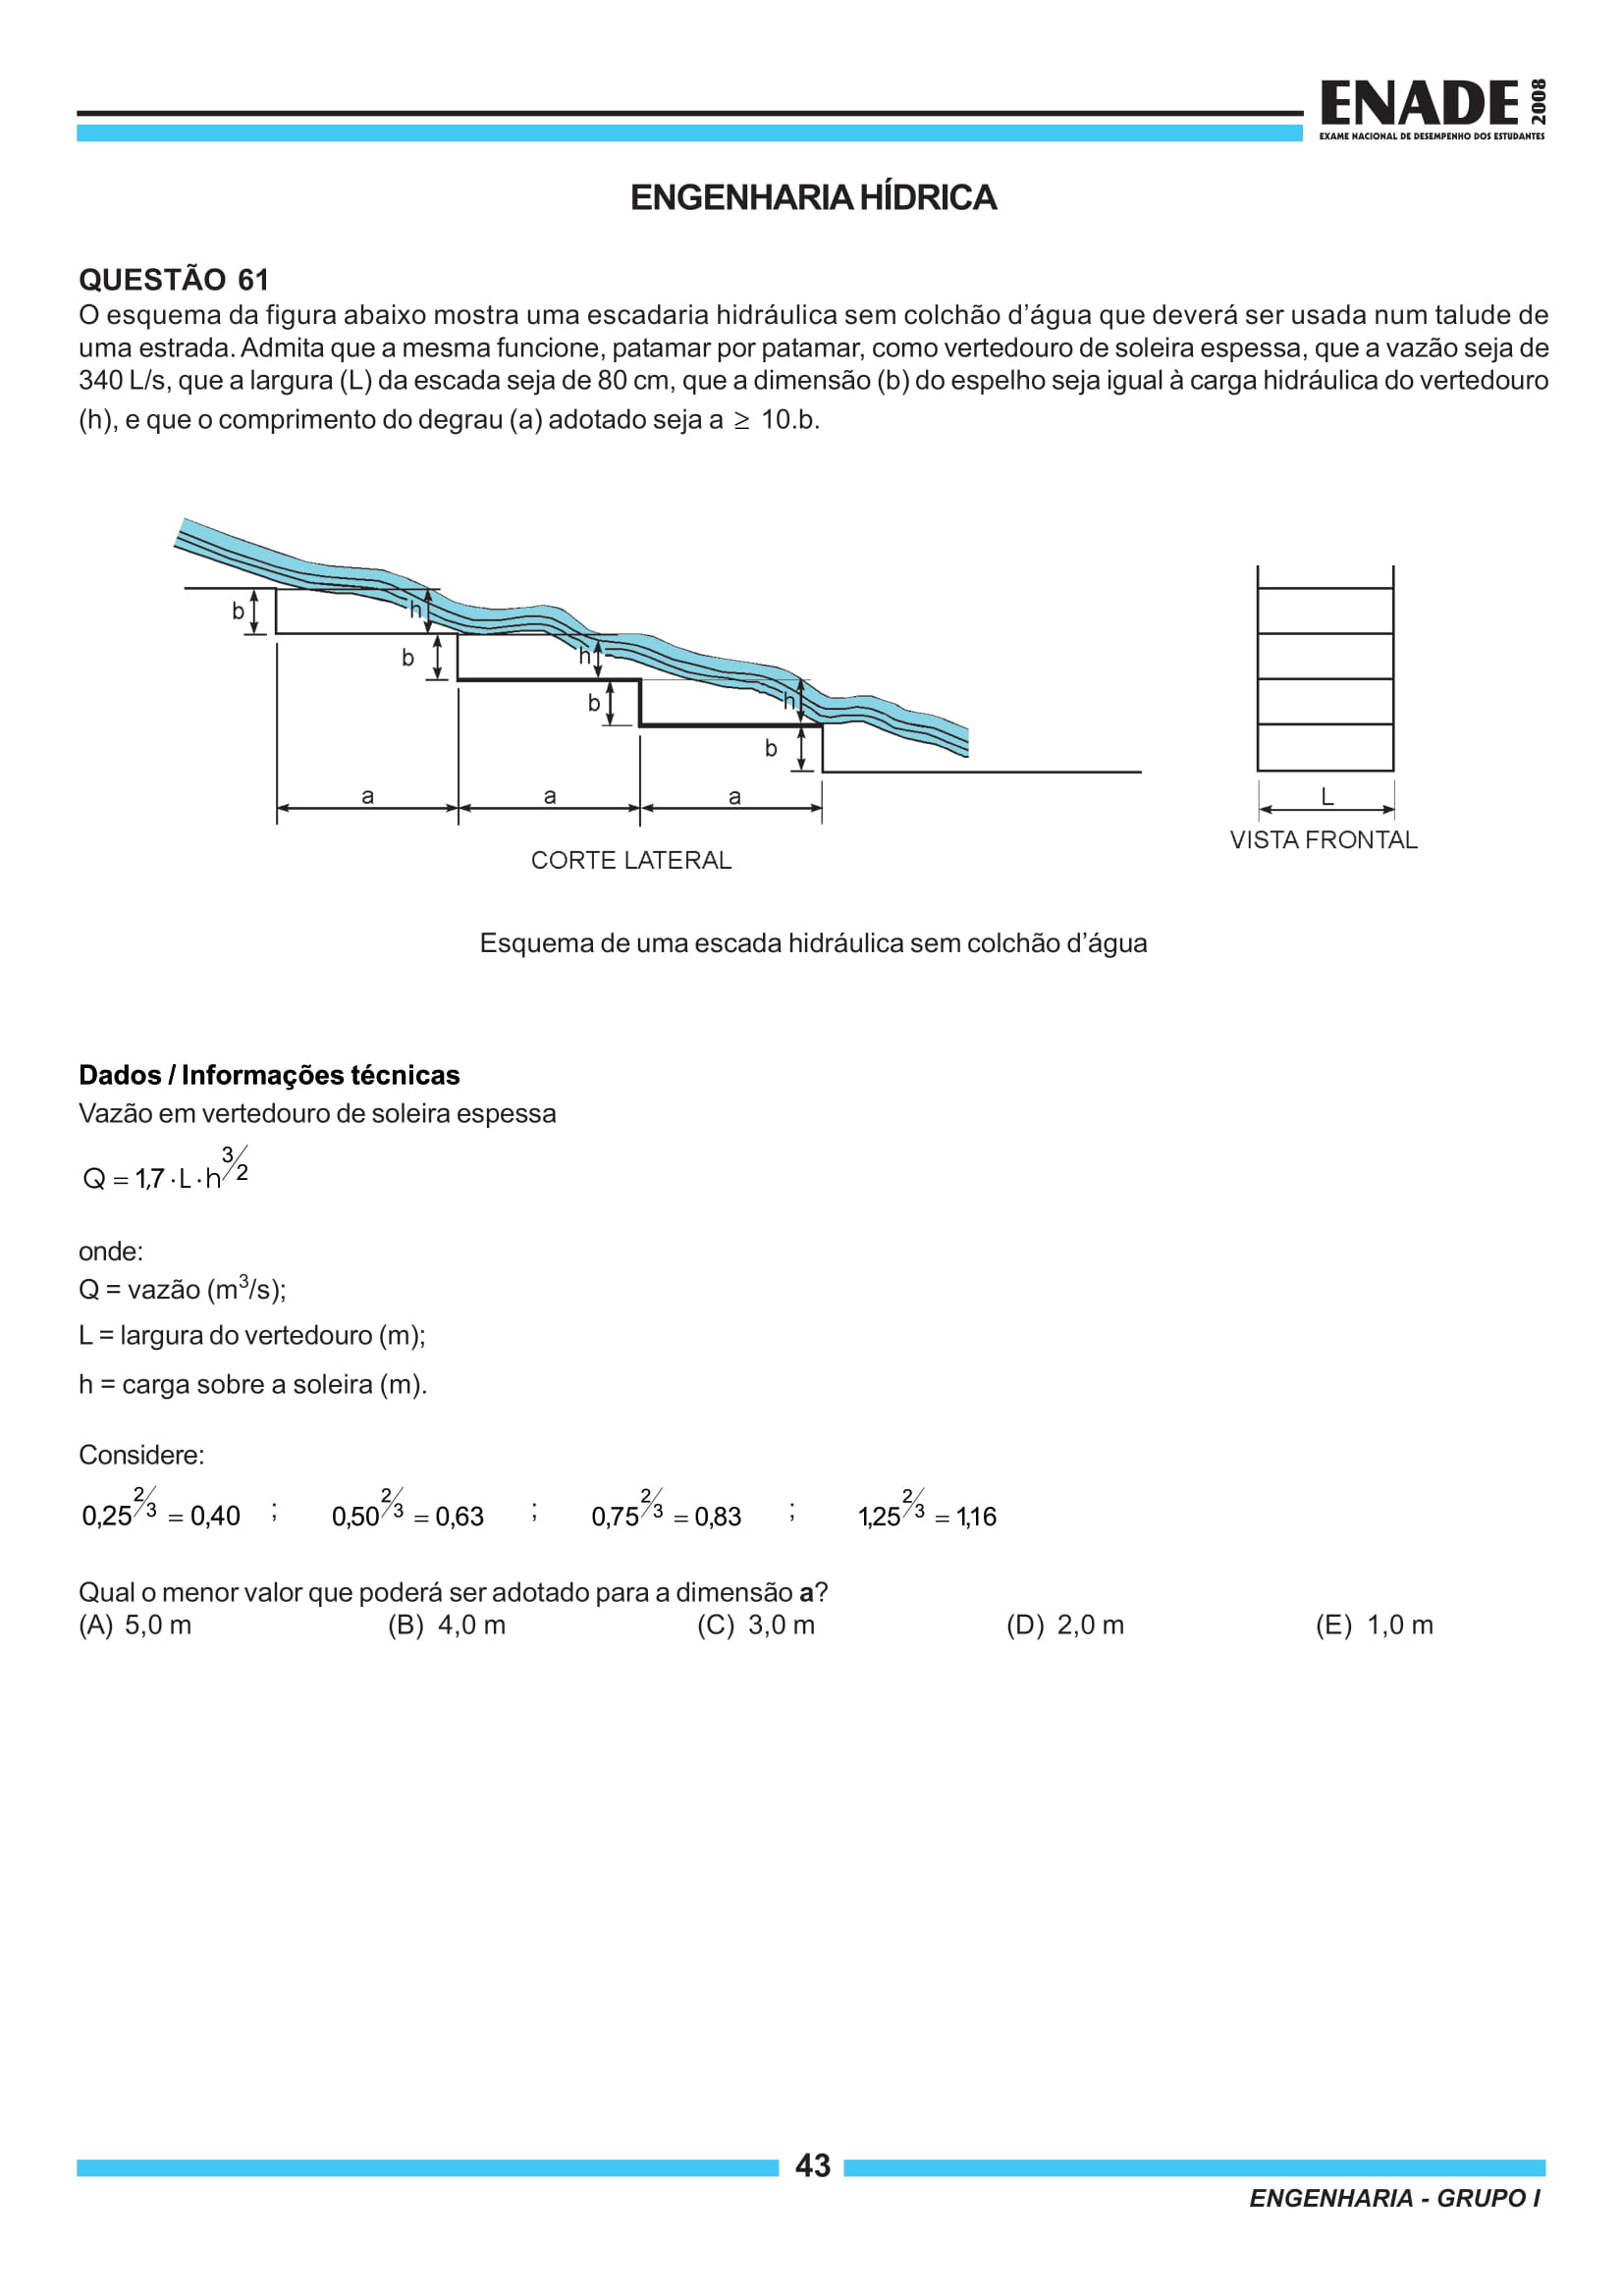 ENADE 2008
EXAME NACIONAL DE DESEMPENHO DOS ESTUDANTES
ENGENHARIA HÍDRICA
QUESTÃO 61
O esquema da figura abaixo mostra uma escadaria hidráulica sem colchão d’água que deverá ser usada num talude de
uma estrada. Admita que a mesma funcione, patamar por patamar, como vertedouro de soleira espessa, que a vazão seja de
340 L/s, que a largura (L) da escada seja de 80 cm, que a dimensão (b) do espelho seja igual à carga hidráulica do vertedouro
(h), e que o comprimento do degrau (a) adotado seja a ≥ 10.b.
b
h
b
h
b
h
b
a a a
L
VISTA FRONTAL
CORTE LATERAL
Esquema de uma escada hidráulica sem colchão d’água
Dados / Informações técnicas
Vazão em vertedouro de soleira espessa
Q = 1,7 · L · h^3/2
onde:
Q = vazão (m³/s);
L = largura do vertedouro (m);
h = carga sobre a soleira (m).
Considere:
0,25^2/3 = 0,40 ; 0,50^2/3 = 0,63 ; 0,75^2/3 = 0,83 ; 1,25^2/3 = 1,16
Qual o menor valor que poderá ser adotado para a dimensão a?
(A) 5,0 m (B) 4,0 m (C) 3,0 m (D) 2,0 m (E) 1,0 m
43
ENGENHARIA - GRUPO I